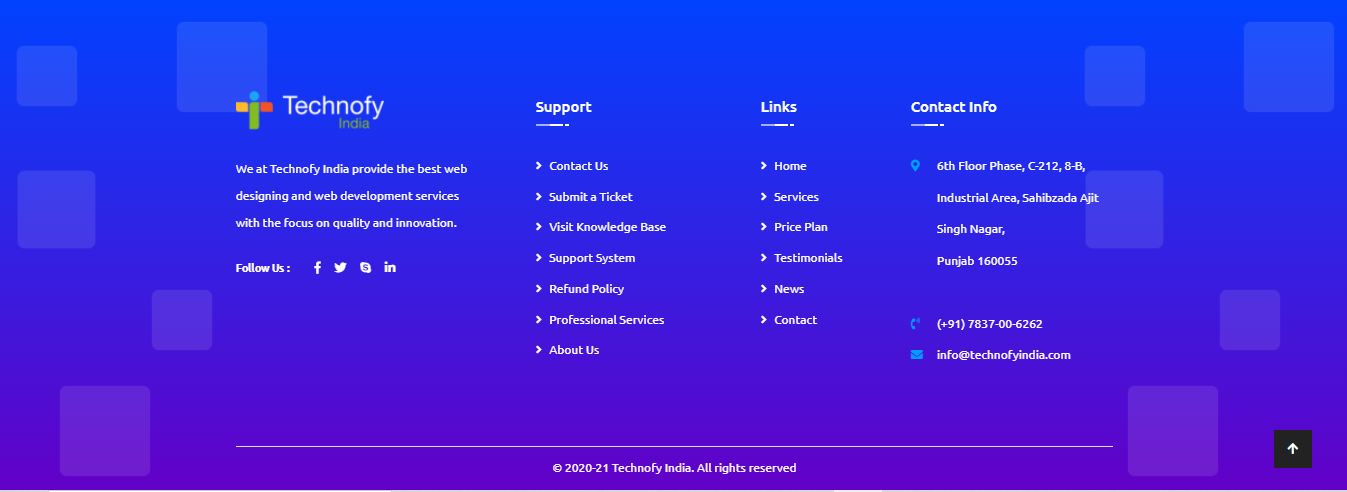 Technofy
India
We at Technofy India provide the best web
designing and web development services
with the focus on quality and innovation.
Follow Us :
Support
Contact Us
Submit a Ticket
Visit Knowledge Base
Support System
Refund Policy
Professional Services
About Us
Links
Home
Services
Price Plan
Testimonials
News
Contact
Contact Info
6th Floor Phase, C-212, 8-B,
Industrial Area, Sahibzada Ajit
Singh Nagar,
Punjab 160055
(+91) 7837-00-6262
info@technofyindia.com
© 2020-21 Technofy India. All rights reserved